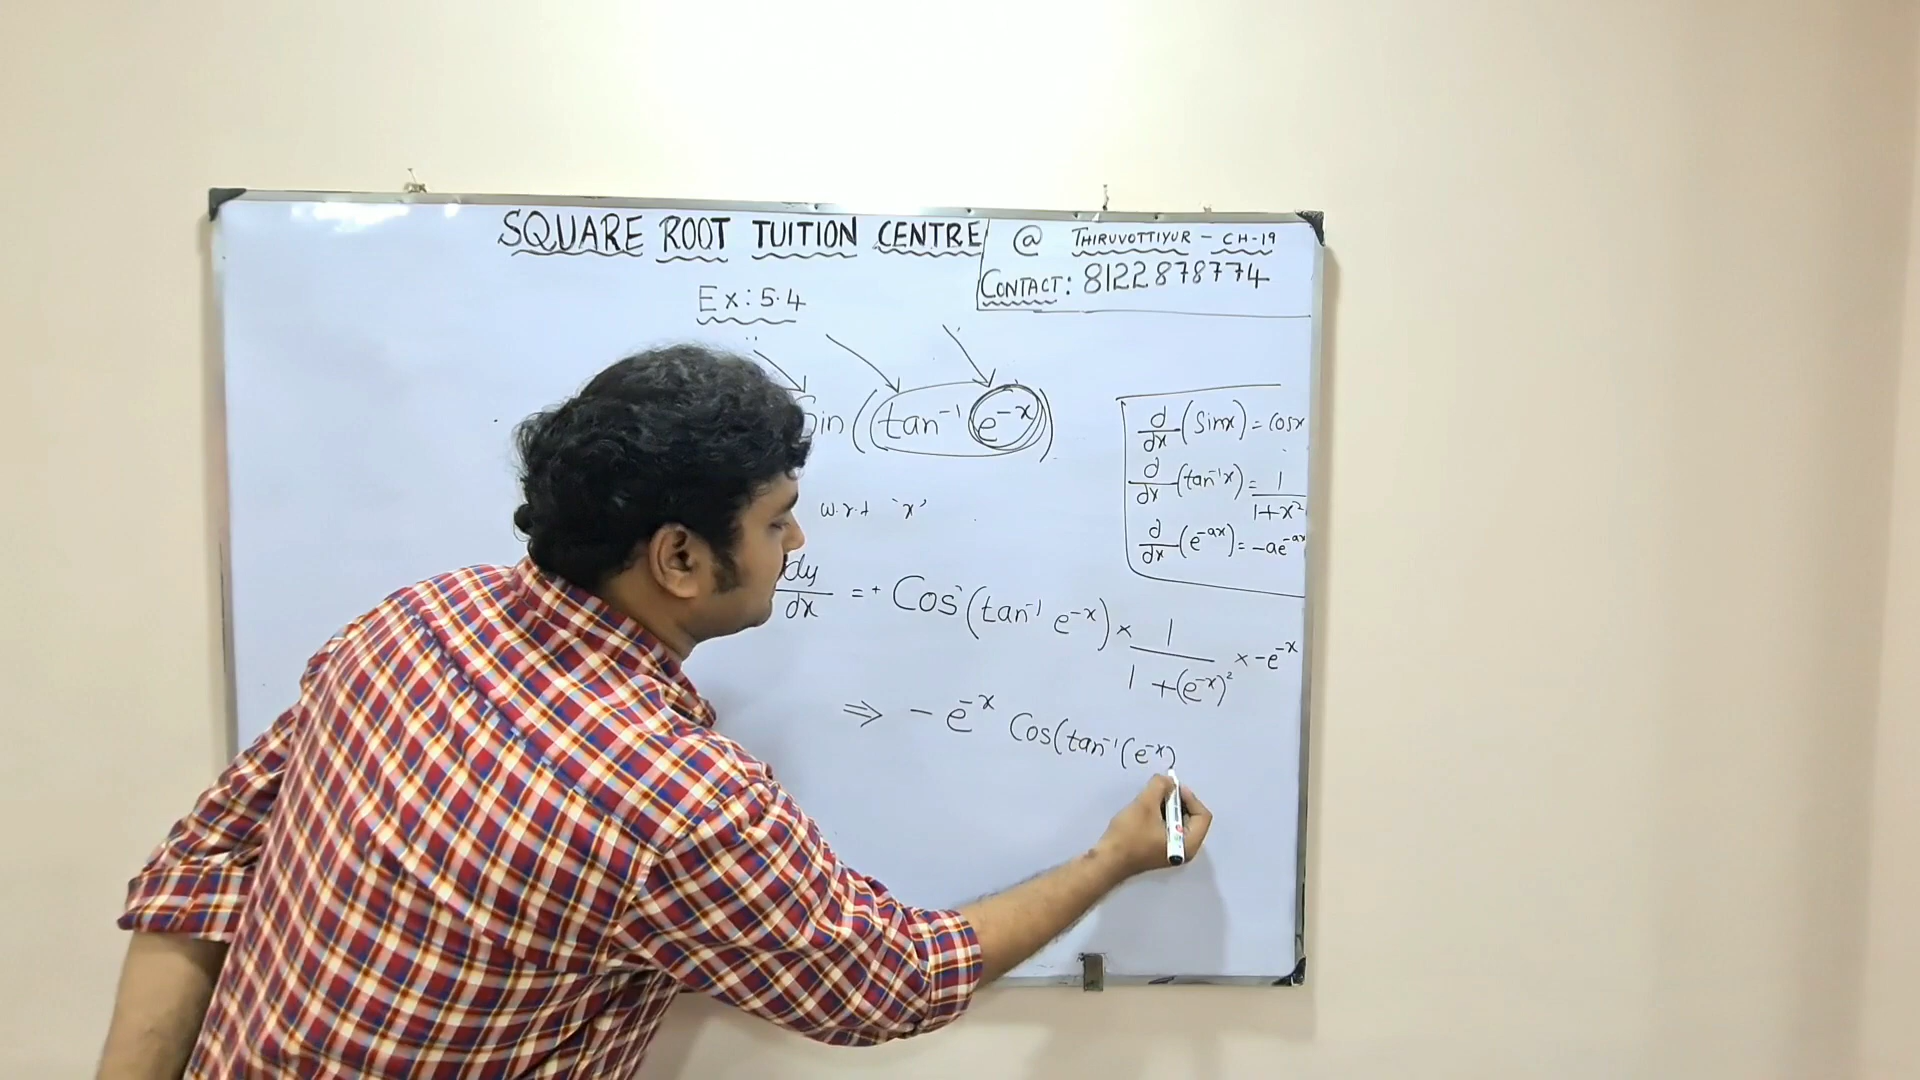 SQUARE ROOT TUITION CENTRE @ THIRUVOTTIYUR - CH-19
CONTACT: 8122878774
Ex: 5.4
Sin (tan⁻¹ e⁻ˣ)
w.r.t 'x'
dy/dx = + Cos (tan⁻¹ e⁻ˣ) × 1/(1 + (e⁻ˣ)²) × -e⁻ˣ
⇒ - e⁻ˣ Cos(tan⁻¹(e⁻ˣ)
d/dx (Sinx) = Cosx
d/dx (tan⁻¹x) = 1/(1+x²)
d/dx (e⁻ᵃˣ) = -ae⁻ᵃˣ